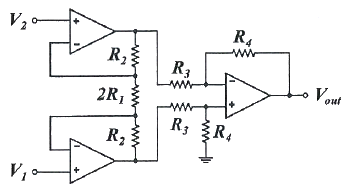 V2
+
-
R2
R4
R3
2R1
-
+
Vout
R2
R3
R4
-
+
V1